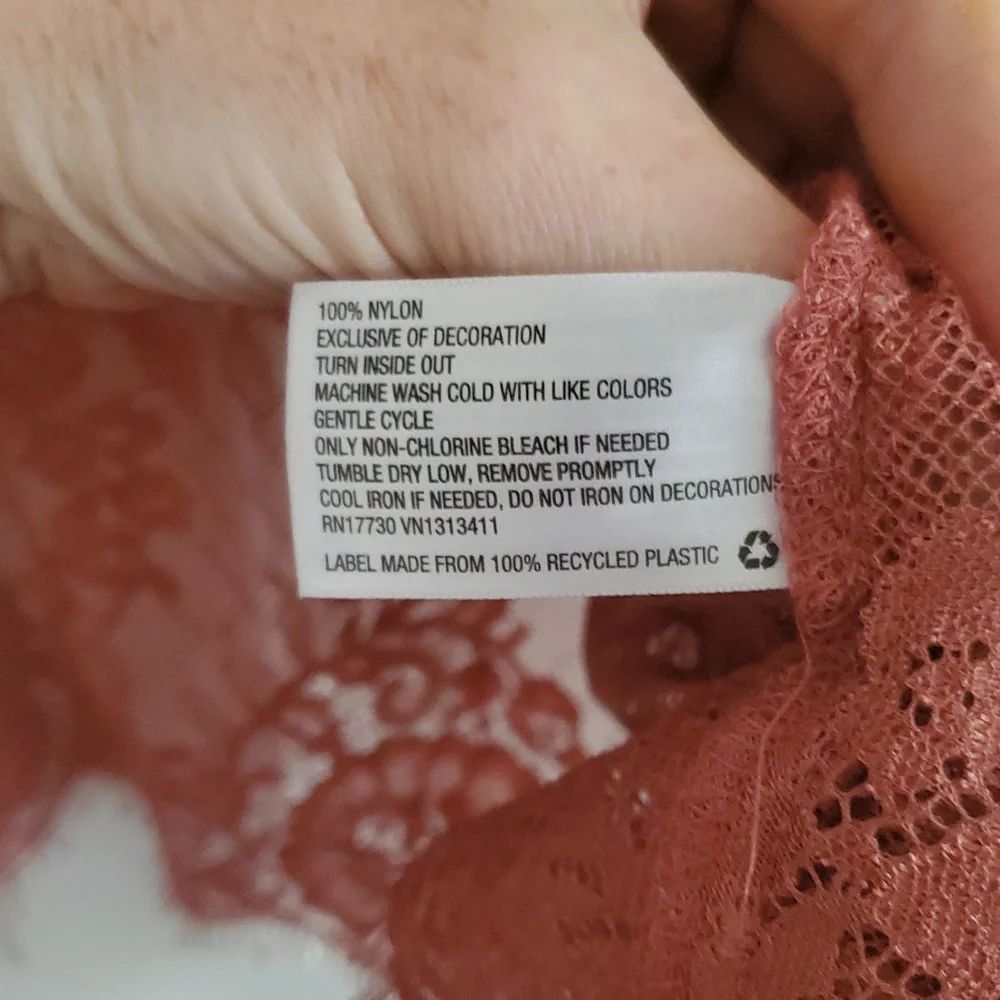 100% NYLON
EXCLUSIVE OF DECORATION
TURN INSIDE OUT
MACHINE WASH COLD WITH LIKE COLORS
GENTLE CYCLE
ONLY NON-CHLORINE BLEACH IF NEEDED
TUMBLE DRY LOW, REMOVE PROMPTLY
COOL IRON IF NEEDED, DO NOT IRON ON DECORATIONS
RN17730 VN1313411
LABEL MADE FROM 100% RECYCLED PLASTIC